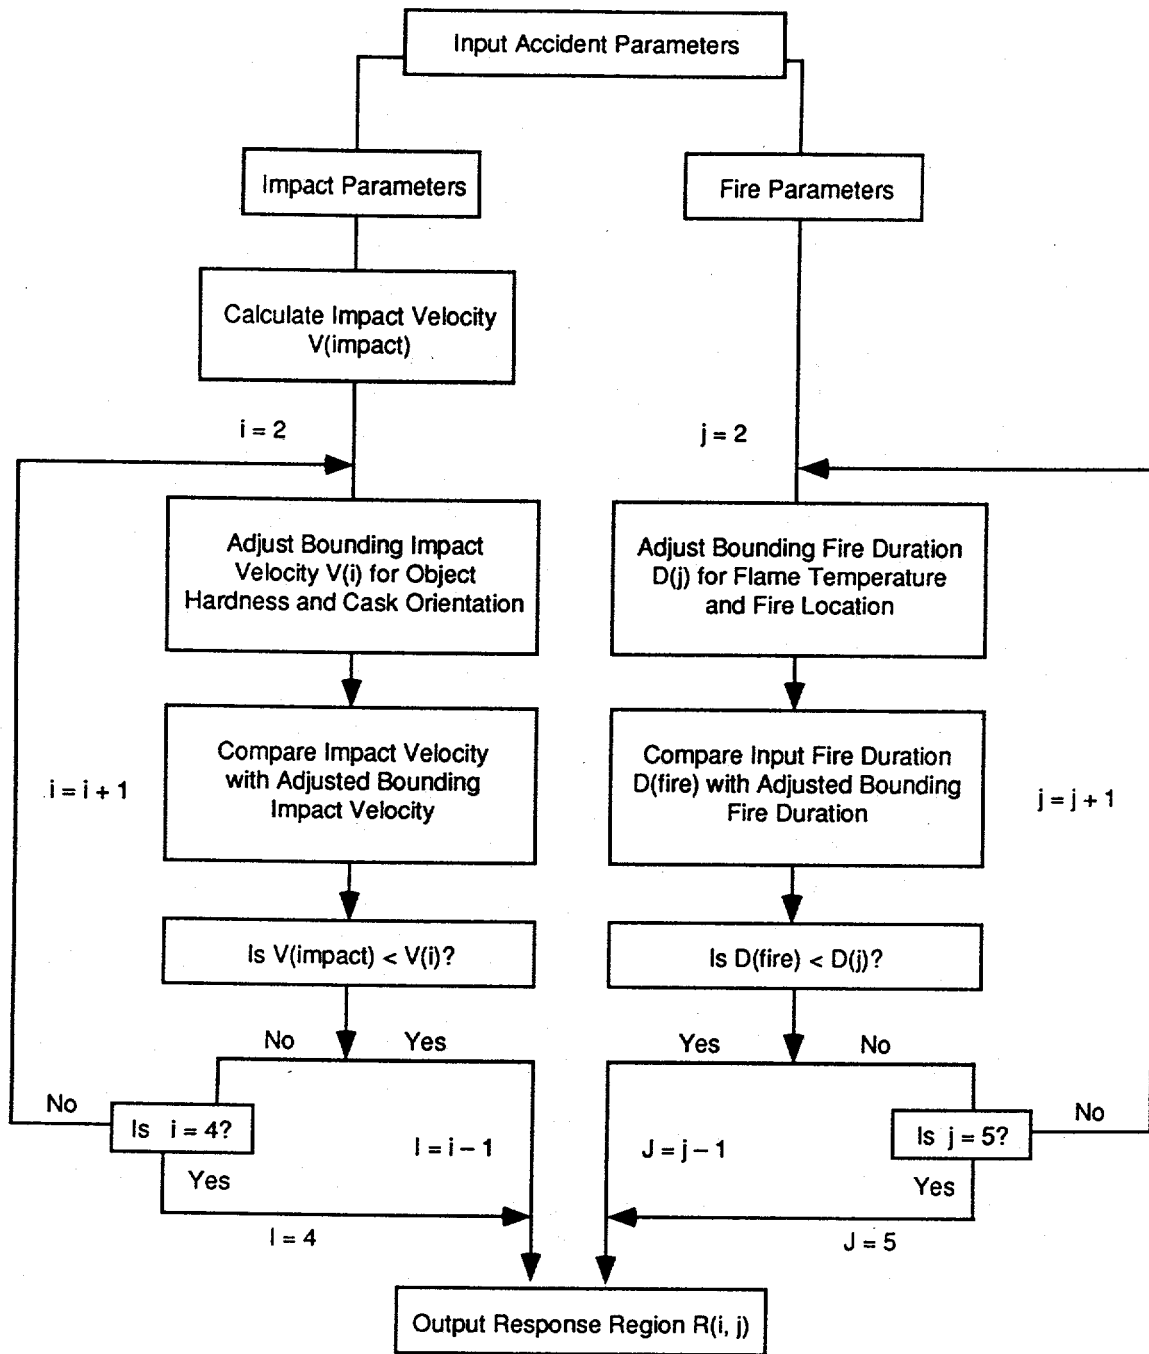 Input Accident Parameters
Impact Parameters
Fire Parameters
Calculate Impact Velocity
V(impact)
i = 2
j = 2
Adjust Bounding Impact
Velocity V(i) for Object
Hardness and Cask Orientation
Adjust Bounding Fire Duration
D(j) for Flame Temperature
and Fire Location
i = i + 1
Compare Impact Velocity
with Adjusted Bounding
Impact Velocity
Compare Input Fire Duration
D(fire) with Adjusted Bounding
Fire Duration
j = j + 1
Is V(impact) < V(i)?
Is D(fire) < D(j)?
No
Yes
Yes
No
No
Is i = 4?
I = i – 1
J = j – 1
Is j = 5?
No
Yes
Yes
I = 4
J = 5
Output Response Region R(i, j)